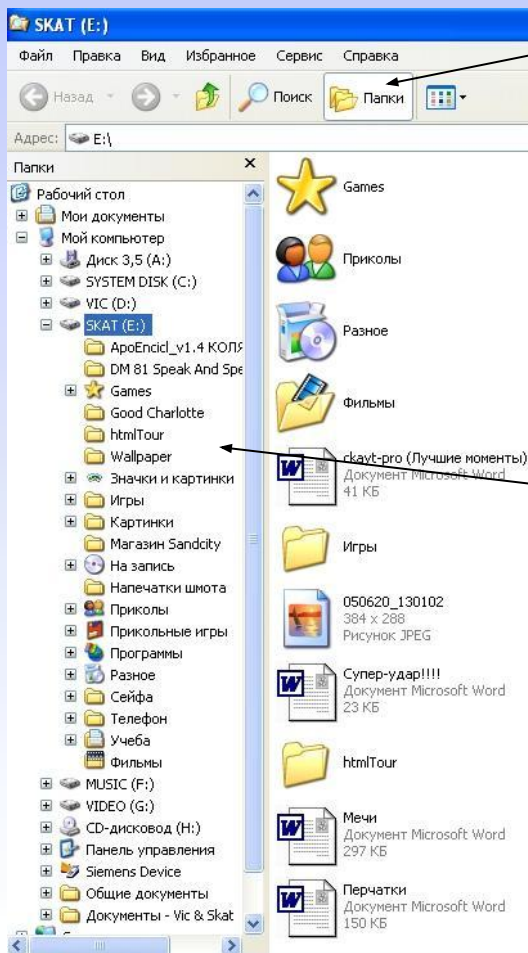 SKAT (E:)
Файл Правка Вид Избранное Сервис Справка
Назад Поиск Папки
Адрес: E:\
Папки
Рабочий стол
Мои документы
Мой компьютер
Диск 3,5 (A:)
SYSTEM DISK (C:)
VIC (D:)
SKAT (E:)
ApoEncicl_v1.4 КОЛЯ
DM 81 Speak And Spe
Games
Good Charlotte
htmlTour
Wallpaper
Значки и картинки
Игры
Картинки
Магазин Sandcity
На запись
Напечатки шмота
Приколы
Прикольные игры
Программы
Разное
Сейфа
Телефон
Учеба
Фильмы
MUSIC (F:)
VIDEO (G:)
CD-дисковод (H:)
Панель управления
Siemens Device
Общие документы
Документы - Vic & Skat
Games
Приколы
Разное
Фильмы
ckayt-pro (Лучшие моменты)
Документ Microsoft Word
41 КБ
Игры
050620_130102
384 x 288
Рисунок JPEG
Супер-удар!!!!
Документ Microsoft Word
23 КБ
htmlTour
Мечи
Документ Microsoft Word
297 КБ
Перчатки
Документ Microsoft Word
150 КБ